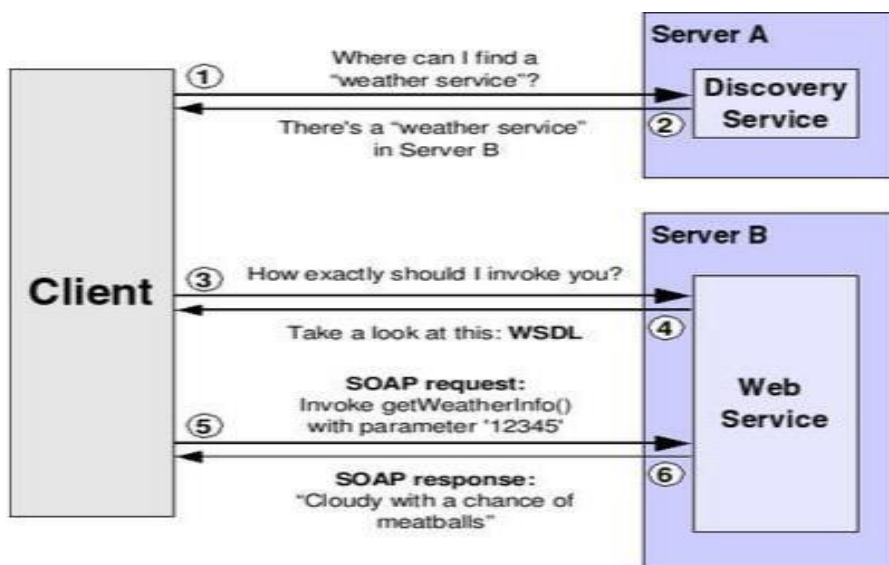 Server A
①
Where can I find a
"weather service"?
Discovery
Service
There's a "weather service"
in Server B
②
Server B
Client
③
How exactly should I invoke you?
Take a look at this: WSDL
④
SOAP request:
Invoke getWeatherInfo()
with parameter '12345'
⑤
Web
Service
SOAP response:
"Cloudy with a chance of
meatballs"
⑥